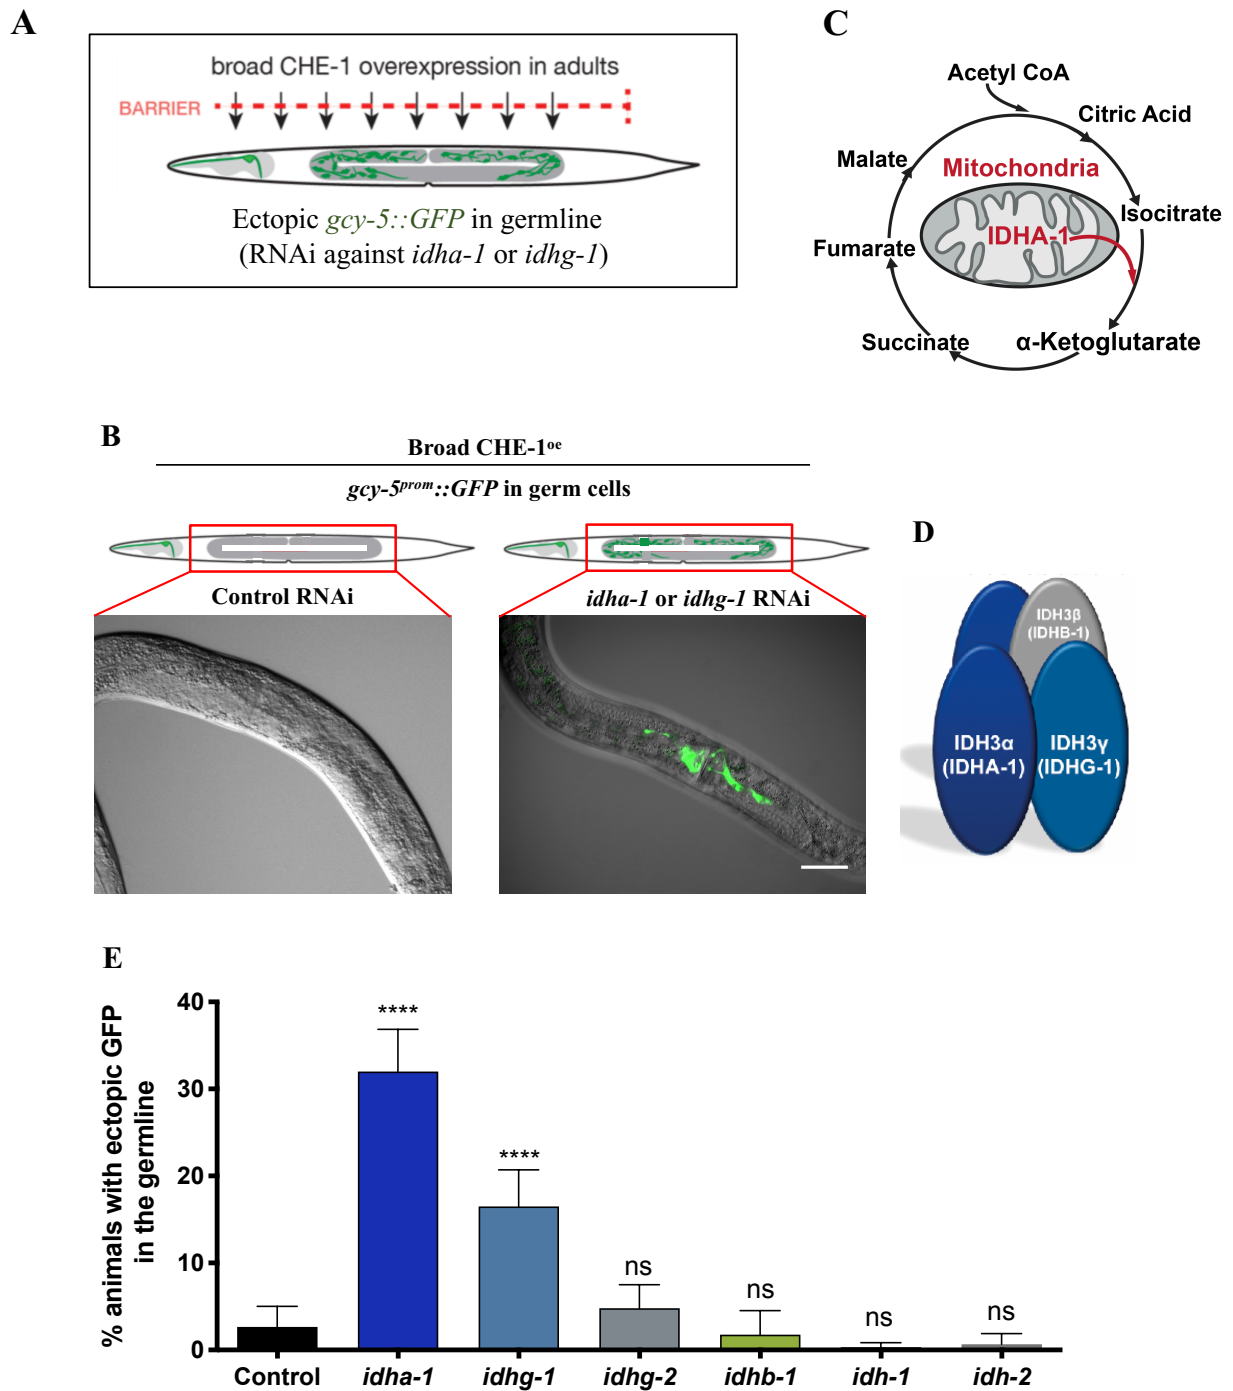 A
broad CHE-1 overexpression in adults
BARRIER
Ectopic gcy-5::GFP in germline
(RNAi against idha-1 or idhg-1)
C
Acetyl CoA
Citric Acid
Malate
Mitochondria
Isocitrate
IDHA-1
Fumarate
Succinate
α-Ketoglutarate
B
Broad CHE-1oe
gcy-5prom::GFP in germ cells
Control RNAi
idha-1 or idhg-1 RNAi
D
IDH3β
(IDHB-1)
IDH3α
(IDHA-1)
IDH3γ
(IDHG-1)
E
% animals with ectopic GFP
in the germline
40
30
20
10
0
****
****
ns
ns
ns
ns
Control
idha-1
idhg-1
idhg-2
idhb-1
idh-1
idh-2